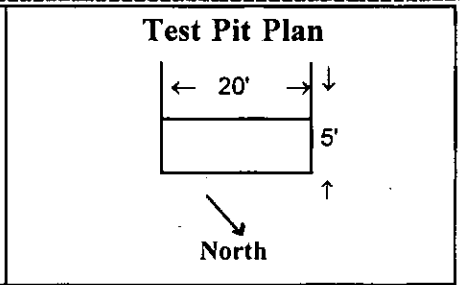 Test Pit Plan
← 20' → ↓
5'
↑
North